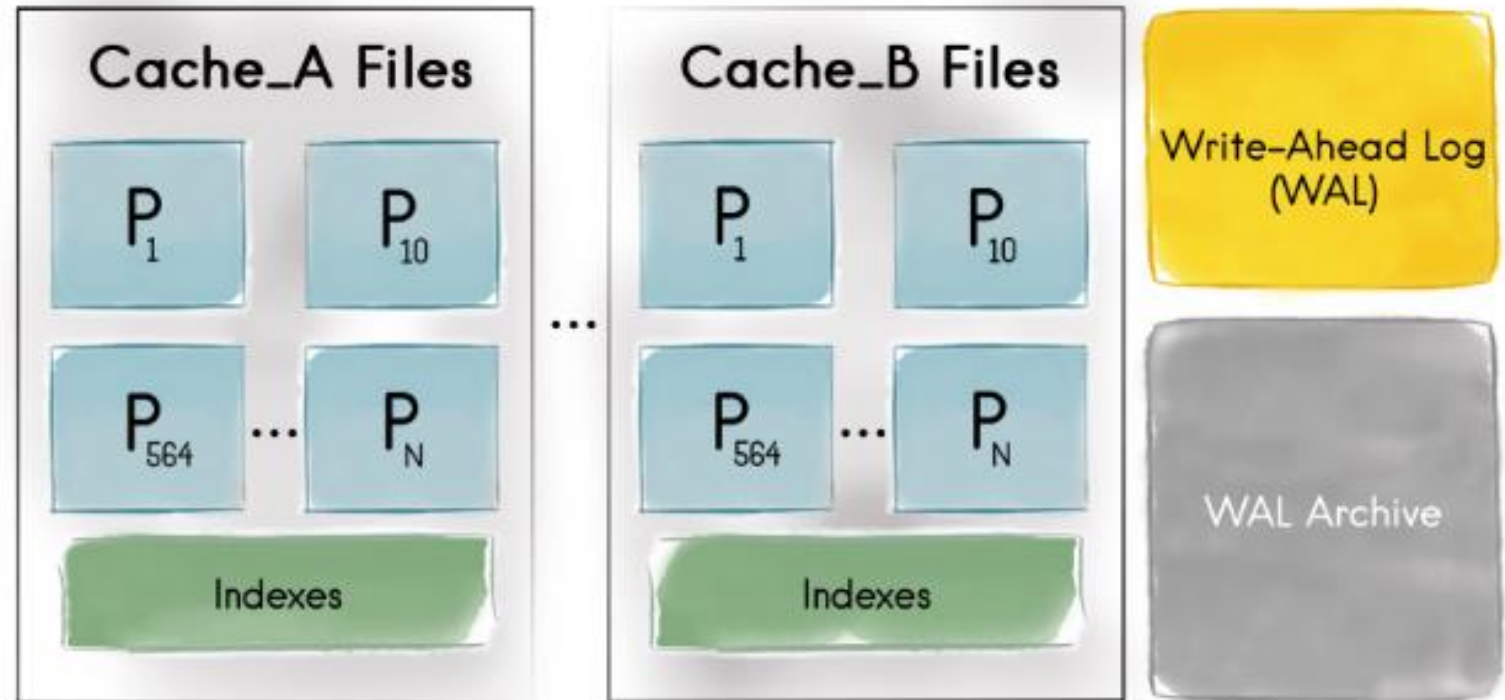 Cache_A Files
P1
P10
P564
...
PN
Indexes
...
Cache_B Files
P1
P10
P564
...
PN
Indexes
Write-Ahead Log
(WAL)
WAL Archive